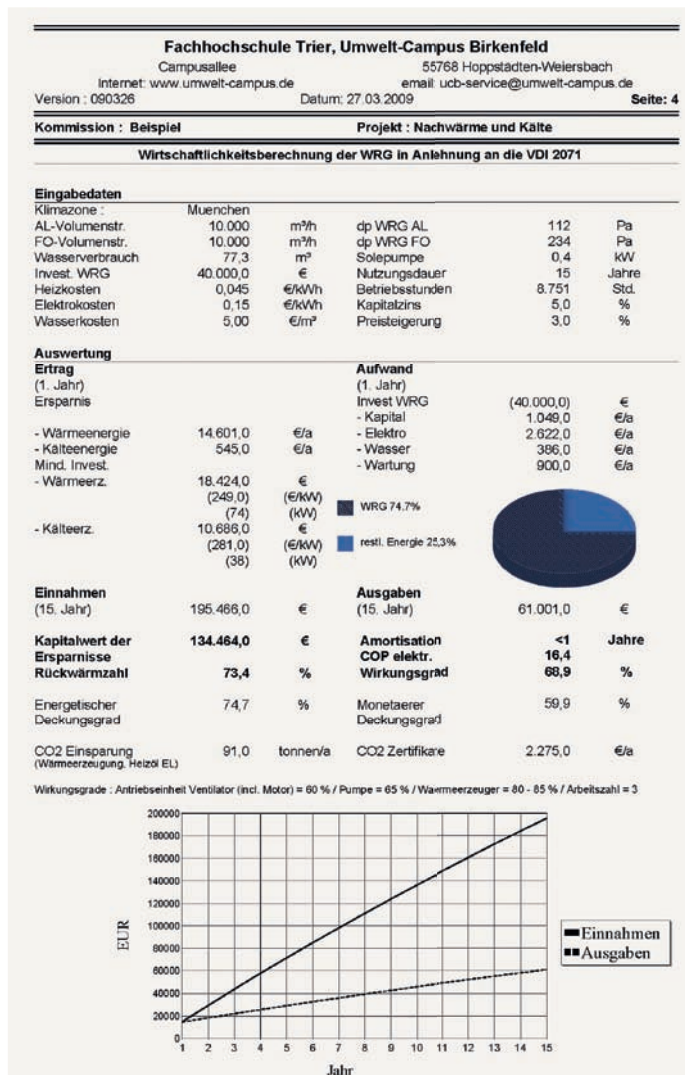 Fachhochschule Trier, Umwelt-Campus Birkenfeld
Campusallee 55768 Hoppstädten-Weiersbach
Internet: www.umwelt-campus.de email: ucb-service@umwelt-campus.de
Version : 090326 Datum: 27.03.2009 Seite: 4
Kommission : Beispiel Projekt : Nachwärme und Kälte
Wirtschaftlichkeitsberechnung der WRG in Anlehnung an die VDI 2071
Eingabedaten
Klimazone : Muenchen
AL-Volumenstr. 10.000 m³/h dp WRG AL 112 Pa
FO-Volumenstr. 10.000 m³/h dp WRG FO 234 Pa
Wasserverbrauch 77,3 m³ Solepumpe 0,4 kW
Invest. WRG 40.000,0 € Nutzungsdauer 15 Jahre
Heizkosten 0,045 €/kWh Betriebsstunden 8.751 Std.
Elektrokosten 0,15 €/kWh Kapitalzins 5,0 %
Wasserkosten 5,00 €/m³ Preisteigerung 3,0 %
Auswertung
Ertrag Aufwand
(1. Jahr) (1. Jahr)
Ersparnis Invest WRG (40.000,0) €
- Kapital 1.049,0 €/a
- Wärmeenergie 14.601,0 €/a - Elektro 2.622,0 €/a
- Kälteenergie 545,0 €/a - Wasser 386,0 €/a
Mind. Invest. - Wartung 900,0 €/a
- Wärmeerz. 18.424,0 €
(249,0) (€/kW) WRG 74,7%
(74) (kW)
- Kälteerz. 10.686,0 €
(281,0) (€/kW) restl. Energie 25,3%
(38) (kW)
Einnahmen Ausgaben
(15. Jahr) 195.466,0 € (15. Jahr) 61.001,0 €
Kapitalwert der 134.464,0 € Amortisation <1 Jahre
Ersparnisse COP elektr. 16,4
Rückwärmzahl 73,4 % Wirkungsgrad 68,9 %
Energetischer 74,7 % Monetaerer 59,9 %
Deckungsgrad Deckungsgrad
CO2 Einsparung 91,0 tonnen/a CO2 Zertifikate 2.275,0 €/a
(Wärmeerzeugung, Heizöl EL)
Wirkungsgrade : Antriebseinheit Ventilator (incl. Motor) = 60 % / Pumpe = 65 % / Waermeerzeuger = 80 - 85 % / Arbeitszahl = 3
200000
180000
160000
140000
120000
100000
80000
60000
40000
20000
0
EUR
Einnahmen
Ausgaben
1 2 3 4 5 6 7 8 9 10 11 12 13 14 15
Jahr